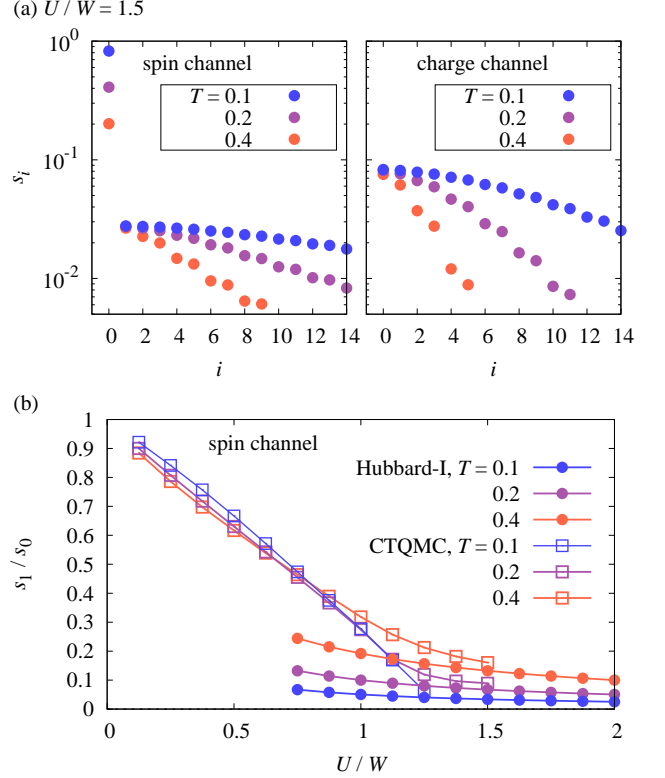 (a) U / W = 1.5
spin channel
T = 0.1
0.2
0.4
charge channel
T = 0.1
0.2
0.4
10^0
10^-1
10^-2
s_i
0 2 4 6 8 10 12 14
0 2 4 6 8 10 12 14
i
i
(b)
spin channel
Hubbard-I, T = 0.1
0.2
0.4
CTQMC, T = 0.1
0.2
0.4
1
0.9
0.8
0.7
0.6
0.5
0.4
0.3
0.2
0.1
0
s_1 / s_0
0 0.5 1 1.5 2
U / W